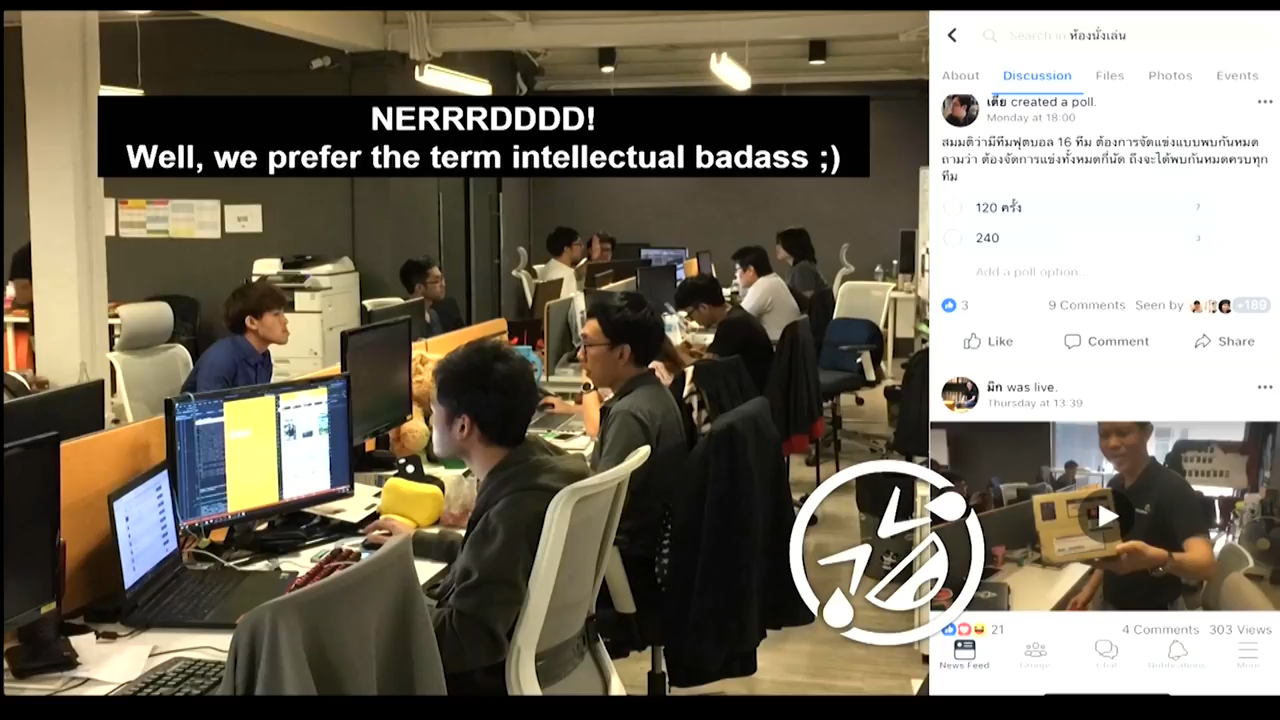 NERRRDDDD!
Well, we prefer the term intellectual badass ;)
Search in ห้องนั่งเล่น
About Discussion Files Photos Events
เตี้ย created a poll.
Monday at 18:00
สมมติว่ามีทีมฟุตบอล 16 ทีม ต้องการจัดแข่งแบบพบกันหมด
ถามว่า ต้องจัดการแข่งทั้งหมดกี่นัด ถึงจะได้พบกันหมดครบทุก
ทีม
120 ครั้ง 7
240 3
Add a poll option...
3 9 Comments Seen by +189
Like Comment Share
มิก was live.
Thursday at 13:39
21 4 Comments 303 Views
News Feed Groups Chat Notifications More